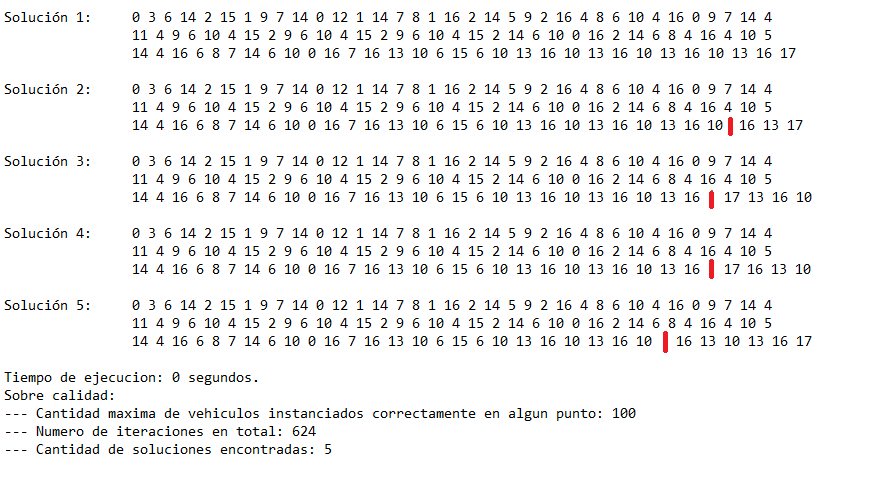 Solución 1: 0 3 6 14 2 15 1 9 7 14 0 12 1 14 7 8 1 16 2 14 5 9 2 16 4 8 6 10 4 16 0 9 7 14 4
11 4 9 6 10 4 15 2 9 6 10 4 15 2 9 6 10 4 15 2 14 6 10 0 16 2 14 6 8 4 16 4 10 5
14 4 16 6 8 7 14 6 10 0 16 7 16 13 10 6 15 6 10 13 16 10 13 16 10 13 16 10 13 16 17
Solución 2: 0 3 6 14 2 15 1 9 7 14 0 12 1 14 7 8 1 16 2 14 5 9 2 16 4 8 6 10 4 16 0 9 7 14 4
11 4 9 6 10 4 15 2 9 6 10 4 15 2 9 6 10 4 15 2 14 6 10 0 16 2 14 6 8 4 16 4 10 5
14 4 16 6 8 7 14 6 10 0 16 7 16 13 10 6 15 6 10 13 16 10 13 16 10 13 16 10 16 13 17
Solución 3: 0 3 6 14 2 15 1 9 7 14 0 12 1 14 7 8 1 16 2 14 5 9 2 16 4 8 6 10 4 16 0 9 7 14 4
11 4 9 6 10 4 15 2 9 6 10 4 15 2 9 6 10 4 15 2 14 6 10 0 16 2 14 6 8 4 16 4 10 5
14 4 16 6 8 7 14 6 10 0 16 7 16 13 10 6 15 6 10 13 16 10 13 16 10 13 16 17 13 16 10
Solución 4: 0 3 6 14 2 15 1 9 7 14 0 12 1 14 7 8 1 16 2 14 5 9 2 16 4 8 6 10 4 16 0 9 7 14 4
11 4 9 6 10 4 15 2 9 6 10 4 15 2 9 6 10 4 15 2 14 6 10 0 16 2 14 6 8 4 16 4 10 5
14 4 16 6 8 7 14 6 10 0 16 7 16 13 10 6 15 6 10 13 16 10 13 16 10 13 16 17 16 13 10
Solución 5: 0 3 6 14 2 15 1 9 7 14 0 12 1 14 7 8 1 16 2 14 5 9 2 16 4 8 6 10 4 16 0 9 7 14 4
11 4 9 6 10 4 15 2 9 6 10 4 15 2 9 6 10 4 15 2 14 6 10 0 16 2 14 6 8 4 16 4 10 5
14 4 16 6 8 7 14 6 10 0 16 7 16 13 10 6 15 6 10 13 16 10 13 16 10 16 13 10 13 16 17
Tiempo de ejecucion: 0 segundos.
Sobre calidad:
--- Cantidad maxima de vehiculos instanciados correctamente en algun punto: 100
--- Numero de iteraciones en total: 624
--- Cantidad de soluciones encontradas: 5